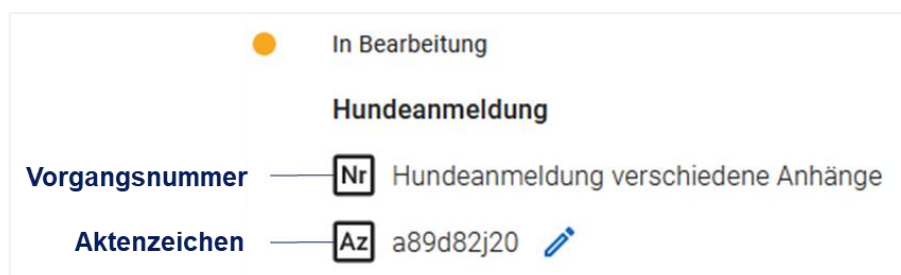 In Bearbeitung
Hundeanmeldung
Vorgangsnummer Nr Hundeanmeldung verschiedene Anhänge
Aktenzeichen Az a89d82j20